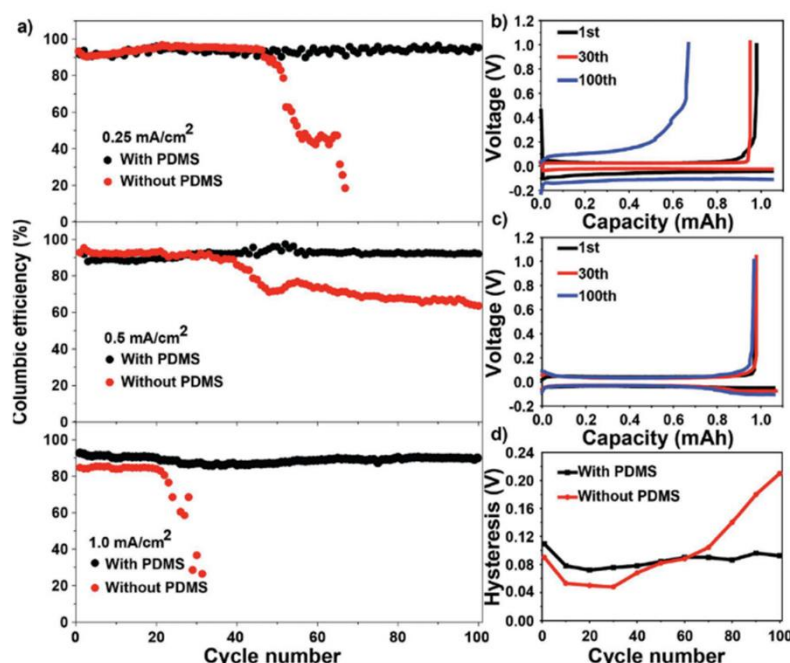 a)
Columbic efficiency (%)
100
80
60
40
20
0
0.25 mA/cm²
With PDMS
Without PDMS
100
80
60
40
20
0
0.5 mA/cm²
With PDMS
Without PDMS
100
80
60
40
20
0
1.0 mA/cm²
With PDMS
Without PDMS
0 20 40 60 80 100
Cycle number
b)
Voltage (V)
1.2
1.0
0.8
0.6
0.4
0.2
0.0
-0.2
1st
30th
100th
0.0 0.2 0.4 0.6 0.8 1.0
Capacity (mAh)
c)
Voltage (V)
1.2
1.0
0.8
0.6
0.4
0.2
0.0
-0.2
1st
30th
100th
0.0 0.2 0.4 0.6 0.8 1.0
Capacity (mAh)
d)
Hysteresis (V)
0.24
0.20
0.16
0.12
0.08
0.04
0.00
With PDMS
Without PDMS
0 20 40 60 80 100
Cycle number